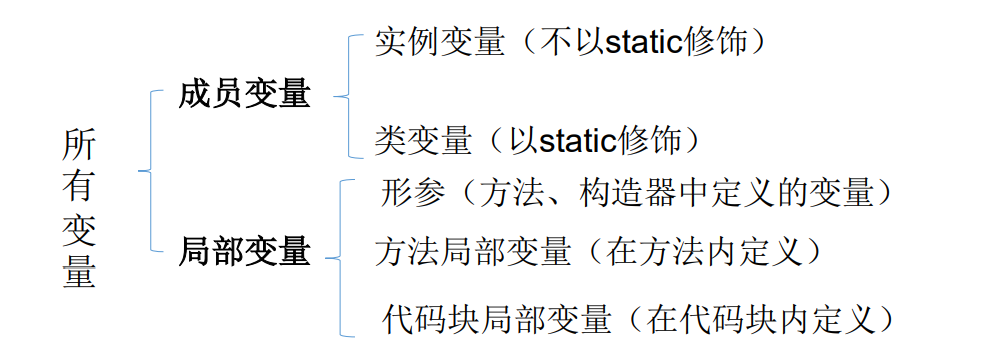 所有变量
成员变量
实例变量（不以static修饰）
类变量（以static修饰）
局部变量
形参（方法、构造器中定义的变量）
方法局部变量（在方法内定义）
代码块局部变量（在代码块内定义）